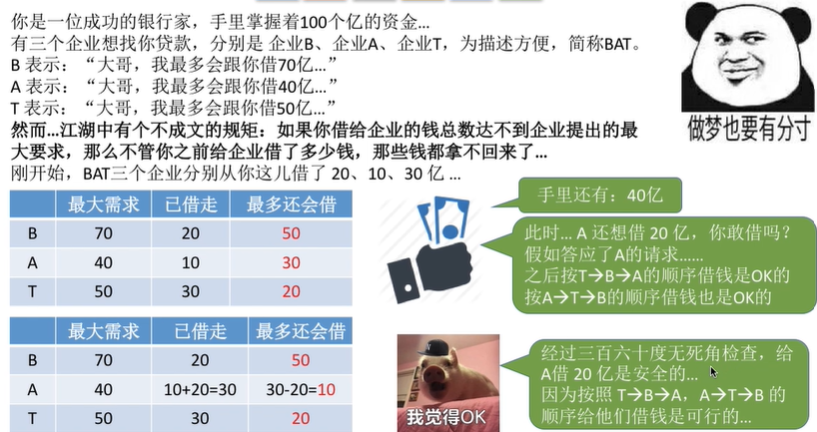 你是一位成功的银行家，手里掌握着100个亿的资金...
有三个企业想找你贷款，分别是 企业B、企业A、企业T，为描述方便，简称BAT。
B 表示：“大哥，我最多会跟你借70亿...”
A 表示：“大哥，我最多会跟你借40亿...”
T 表示：“大哥，我最多会跟你借50亿...”
然而...江湖中有个不成文的规矩：如果你借给企业的钱总数达不到企业提出的最
大要求，那么不管你之前给企业借了多少钱，那些钱都拿不回来了...
刚开始，BAT三个企业分别从你这儿借了 20、10、30 亿 ...
做梦也要有分寸
最大需求 已借走 最多还会借
B 70 20 50
A 40 10 30
T 50 30 20
手里还有：40亿
此时... A 还想借 20 亿，你敢借吗？
假如答应了A的请求......
之后按T→B→A的顺序借钱是OK的
按A→T→B的顺序借钱也是OK的
最大需求 已借走 最多还会借
B 70 20 50
A 40 10+20=30 30-20=10
T 50 30 20
我觉得OK
经过三百六十度无死角检查，给
A借 20 亿是安全的...
因为按照 T→B→A，A→T→B 的
顺序给他们借钱是可行的...